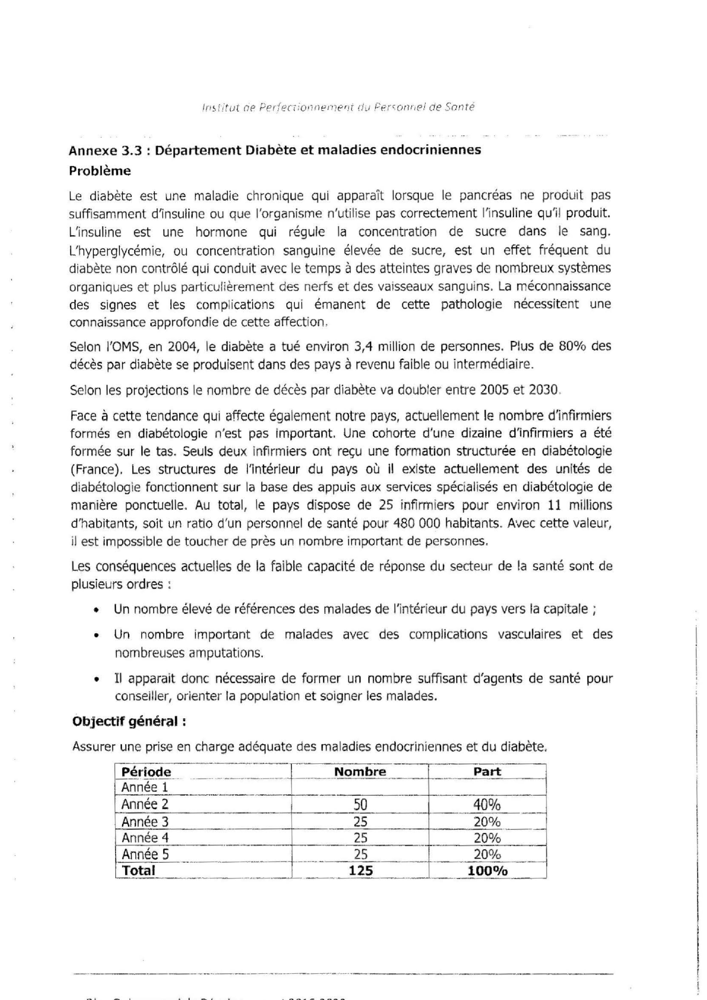 Institut de Perfectionnement du Personnel de Santé
Annexe 3.3 : Département Diabète et maladies endocriniennes
Problème
Le diabète est une maladie chronique qui apparaît lorsque le pancréas ne produit pas
suffisamment d'insuline ou que l'organisme n'utilise pas correctement l'insuline qu'il produit.
L'insuline est une hormone qui régule la concentration de sucre dans le sang.
L'hyperglycémie, ou concentration sanguine élevée de sucre, est un effet fréquent du
diabète non contrôlé qui conduit avec le temps à des atteintes graves de nombreux systèmes
organiques et plus particulièrement des nerfs et des vaisseaux sanguins. La méconnaissance
des signes et les complications qui émanent de cette pathologie nécessitent une
connaissance approfondie de cette affection.
Selon l'OMS, en 2004, le diabète a tué environ 3,4 million de personnes. Plus de 80% des
décès par diabète se produisent dans des pays à revenu faible ou intermédiaire.
Selon les projections le nombre de décès par diabète va doubler entre 2005 et 2030.
Face à cette tendance qui affecte également notre pays, actuellement le nombre d'infirmiers
formés en diabétologie n'est pas important. Une cohorte d'une dizaine d'infirmiers a été
formée sur le tas. Seuls deux infirmiers ont reçu une formation structurée en diabétologie
(France). Les structures de l'intérieur du pays où il existe actuellement des unités de
diabétologie fonctionnent sur la base des appuis aux services spécialisés en diabétologie de
manière ponctuelle. Au total, le pays dispose de 25 infirmiers pour environ 11 millions
d'habitants, soit un ratio d'un personnel de santé pour 480 000 habitants. Avec cette valeur,
il est impossible de toucher de près un nombre important de personnes.
Les conséquences actuelles de la faible capacité de réponse du secteur de la santé sont de
plusieurs ordres :
• Un nombre élevé de références des malades de l'intérieur du pays vers la capitale ;
• Un nombre important de malades avec des complications vasculaires et des
nombreuses amputations.
• Il apparait donc nécessaire de former un nombre suffisant d'agents de santé pour
conseiller, orienter la population et soigner les malades.
Objectif général :
Assurer une prise en charge adéquate des maladies endocriniennes et du diabète.
Période Nombre Part
Année 1
Année 2 50 40%
Année 3 25 20%
Année 4 25 20%
Année 5 25 20%
Total 125 100%